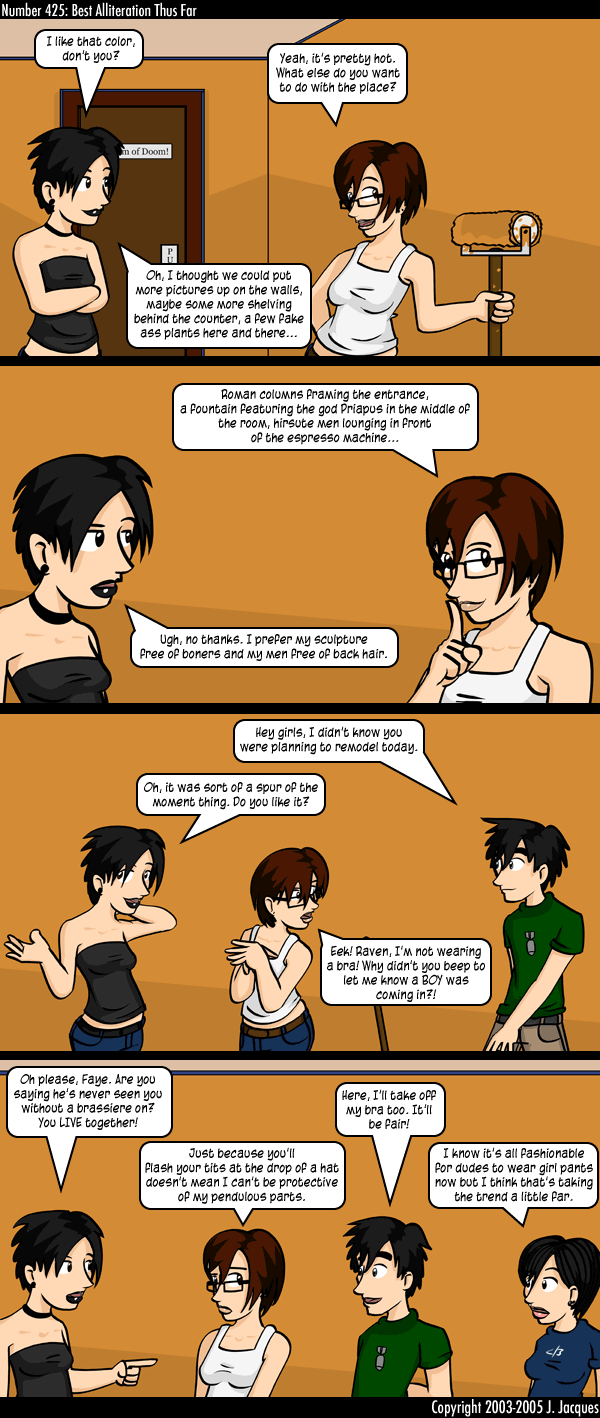 Number 425: Best Alliteration Thus Far
I like that color,
don't you?
Yeah, it's pretty hot.
What else do you want
to do with the place?
m of Doom!
P
U
Oh, I thought we could put
more pictures up on the walls,
maybe some more shelving
behind the counter, a few fake
ass plants here and there...
Roman columns framing the entrance,
a fountain featuring the god Priapus in the middle of
the room, hirsute men lounging in front
of the espresso machine...
Ugh, no thanks. I prefer my sculpture
free of boners and my men free of back hair.
Hey girls, I didn't know you
were planning to remodel today.
Oh, it was sort of a spur of the
moment thing. Do you like it?
Eek! Raven, I'm not wearing
a bra! Why didn't you beep to
let me know a BOY was
coming in?!
Oh please, Faye. Are you
saying he's never seen you
without a brassiere on?
You LIVE together!
Just because you'll
flash your tits at the drop of a hat
doesn't mean I can't be protective
of my pendulous parts.
Here, I'll take off
my bra too. It'll
be fair!
I know it's all fashionable
for dudes to wear girl pants
now but I think that's taking
the trend a little far.
</3
Copyright 2003-2005 J. Jacques